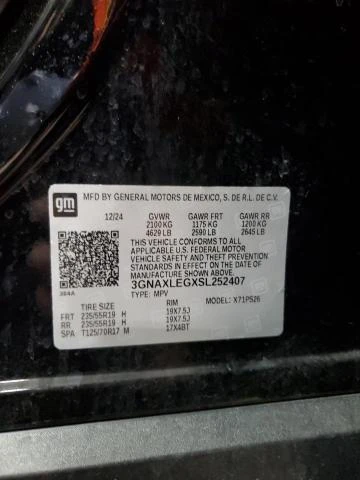 gm
MFD BY GENERAL MOTORS DE MEXICO, S. DE R.L. DE C.V.
12/24 GVWR GAWR FRT GAWR RR
2100 KG 1175 KG 1200 KG
4629 LB 2590 LB 2645 LB
THIS VEHICLE CONFORMS TO ALL
APPLICABLE U.S. FEDERAL MOTOR
VEHICLE SAFETY, BUMPER, AND THEFT
PREVENTION STANDARDS IN EFFECT ON
THE DATE OF MANUFACTURE SHOWN ABOVE.
3GNAXLEGXSL252407
TYPE: MPV
MODEL: X71PS26
TIRE SIZE RIM
FRT 235/55R19 H 19X7.5J
RR 235/55R19 H 19X7.5J
SPA T125/70R17 M 17X4BT